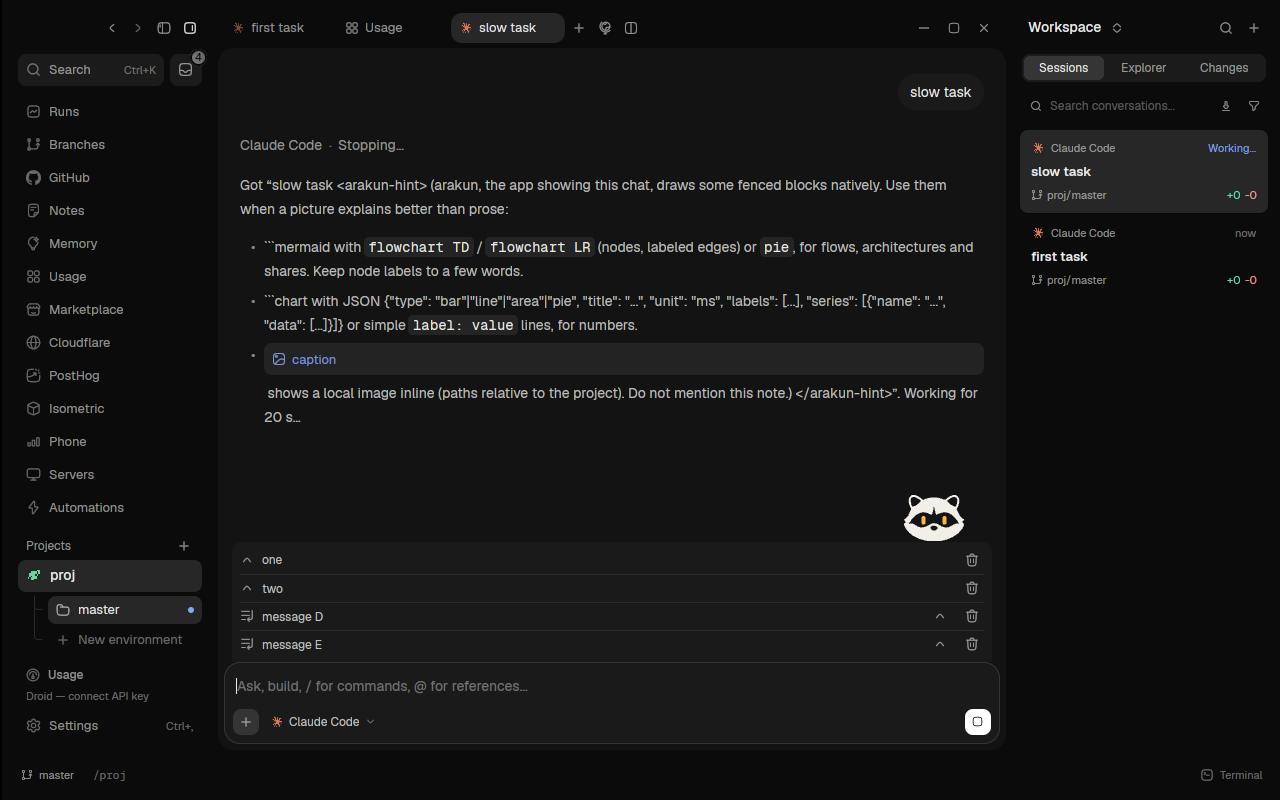 first task
Usage
slow task
Workspace
Search
Ctrl+K
4
Sessions
Explorer
Changes
Runs
Branches
GitHub
Notes
Memory
Usage
Marketplace
Cloudflare
PostHog
Isometric
Phone
Servers
Automations
Projects
proj
master
New environment
Usage
Droid — connect API key
Settings
Ctrl+,
slow task
Claude Code · Stopping...
Got “slow task <arakun-hint> (arakun, the app showing this chat, draws some fenced blocks natively. Use them
when a picture explains better than prose:
• ```mermaid with flowchart TD / flowchart LR (nodes, labeled edges) or pie, for flows, architectures and
shares. Keep node labels to a few words.
• ```chart with JSON {"type": "bar"|"line"|"area"|"pie", "title": "...", "unit": "ms", "labels": [...], "series": [{"name": "...",
"data": [...]}]} or simple label: value lines, for numbers.
• caption
shows a local image inline (paths relative to the project). Do not mention this note.) </arakun-hint>”. Working for
20 s...
one
two
message D
message E
Ask, build, / for commands, @ for references...
Claude Code
Search conversations...
Claude Code
Working...
slow task
proj/master
+0 -0
Claude Code
now
first task
proj/master
+0 -0
master
/proj
Terminal